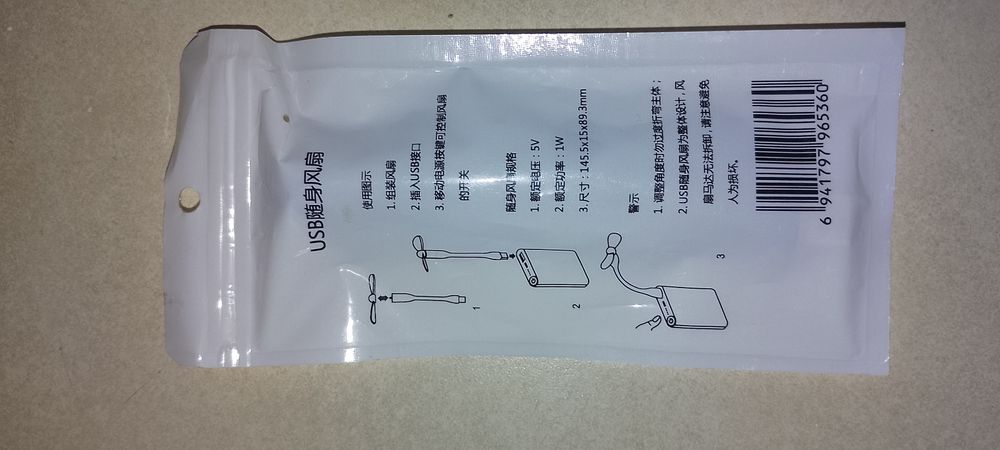 USB随身风扇
使用图示
1. 组装风扇
2. 插入USB接口
3. 移动电源按键可控制风扇
的开关
1
2
随身风扇规格
1. 额定电压：5V
2. 额定功率：1W
3. 尺寸：145.5x15x89.3mm
3
警示
1. 调整角度时勿过度折弯主体；
2. USB随身风扇为整体设计，风
扇马达无法拆卸，请注意避免
人为损坏。
6 941797 965360